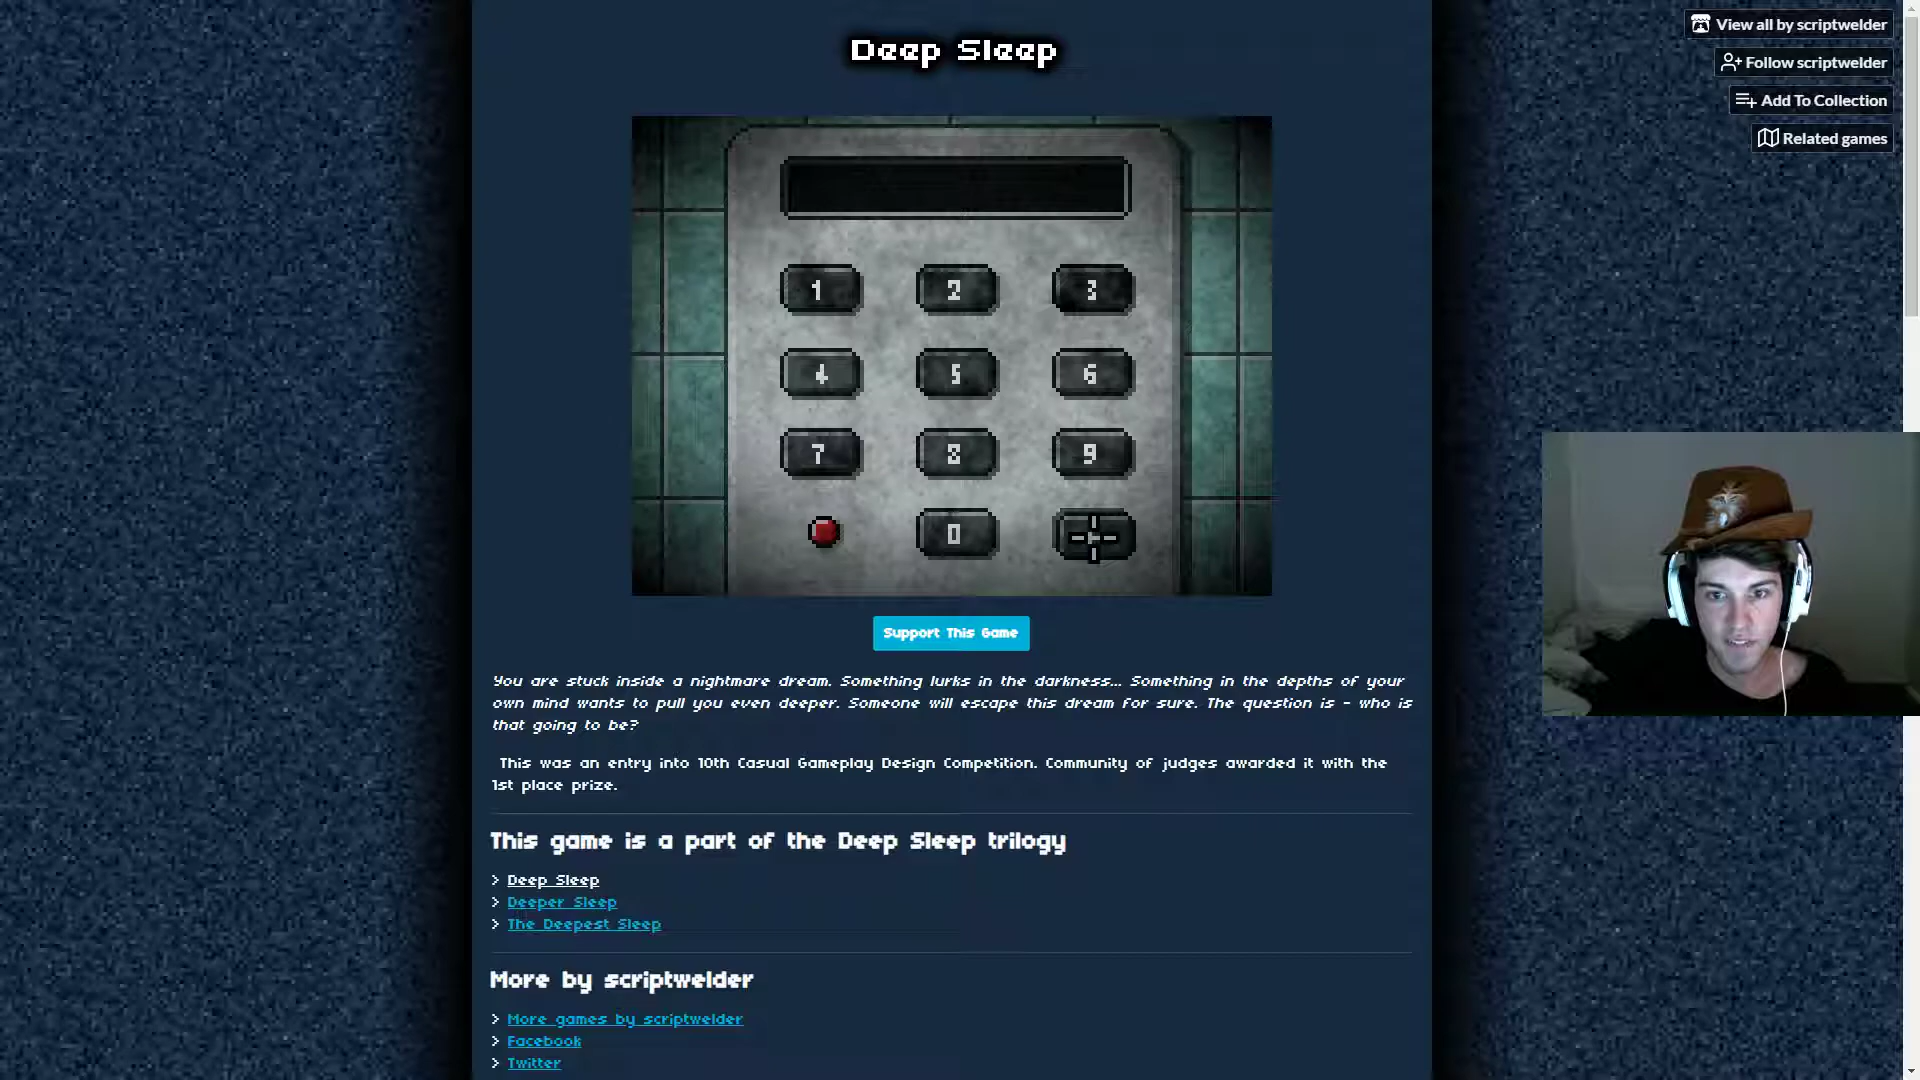 Deep Sleep
View all by scriptwelder
Follow scriptwelder
Add To Collection
Related games
1 2 3
4 5 6
7 8 9
0
Support This Game
You are stuck inside a nightmare dream. Something lurks in the darkness... Something in the depths of your
own mind wants to pull you even deeper. Someone will escape this dream for sure. The question is - who is
that going to be?
This was an entry into 10th Casual Gameplay Design Competition. Community of judges awarded it with the
1st place prize.
This game is a part of the Deep Sleep trilogy
> Deep Sleep
> Deeper Sleep
> The Deepest Sleep
More by scriptwelder
> More games by scriptwelder
> Facebook
> Twitter